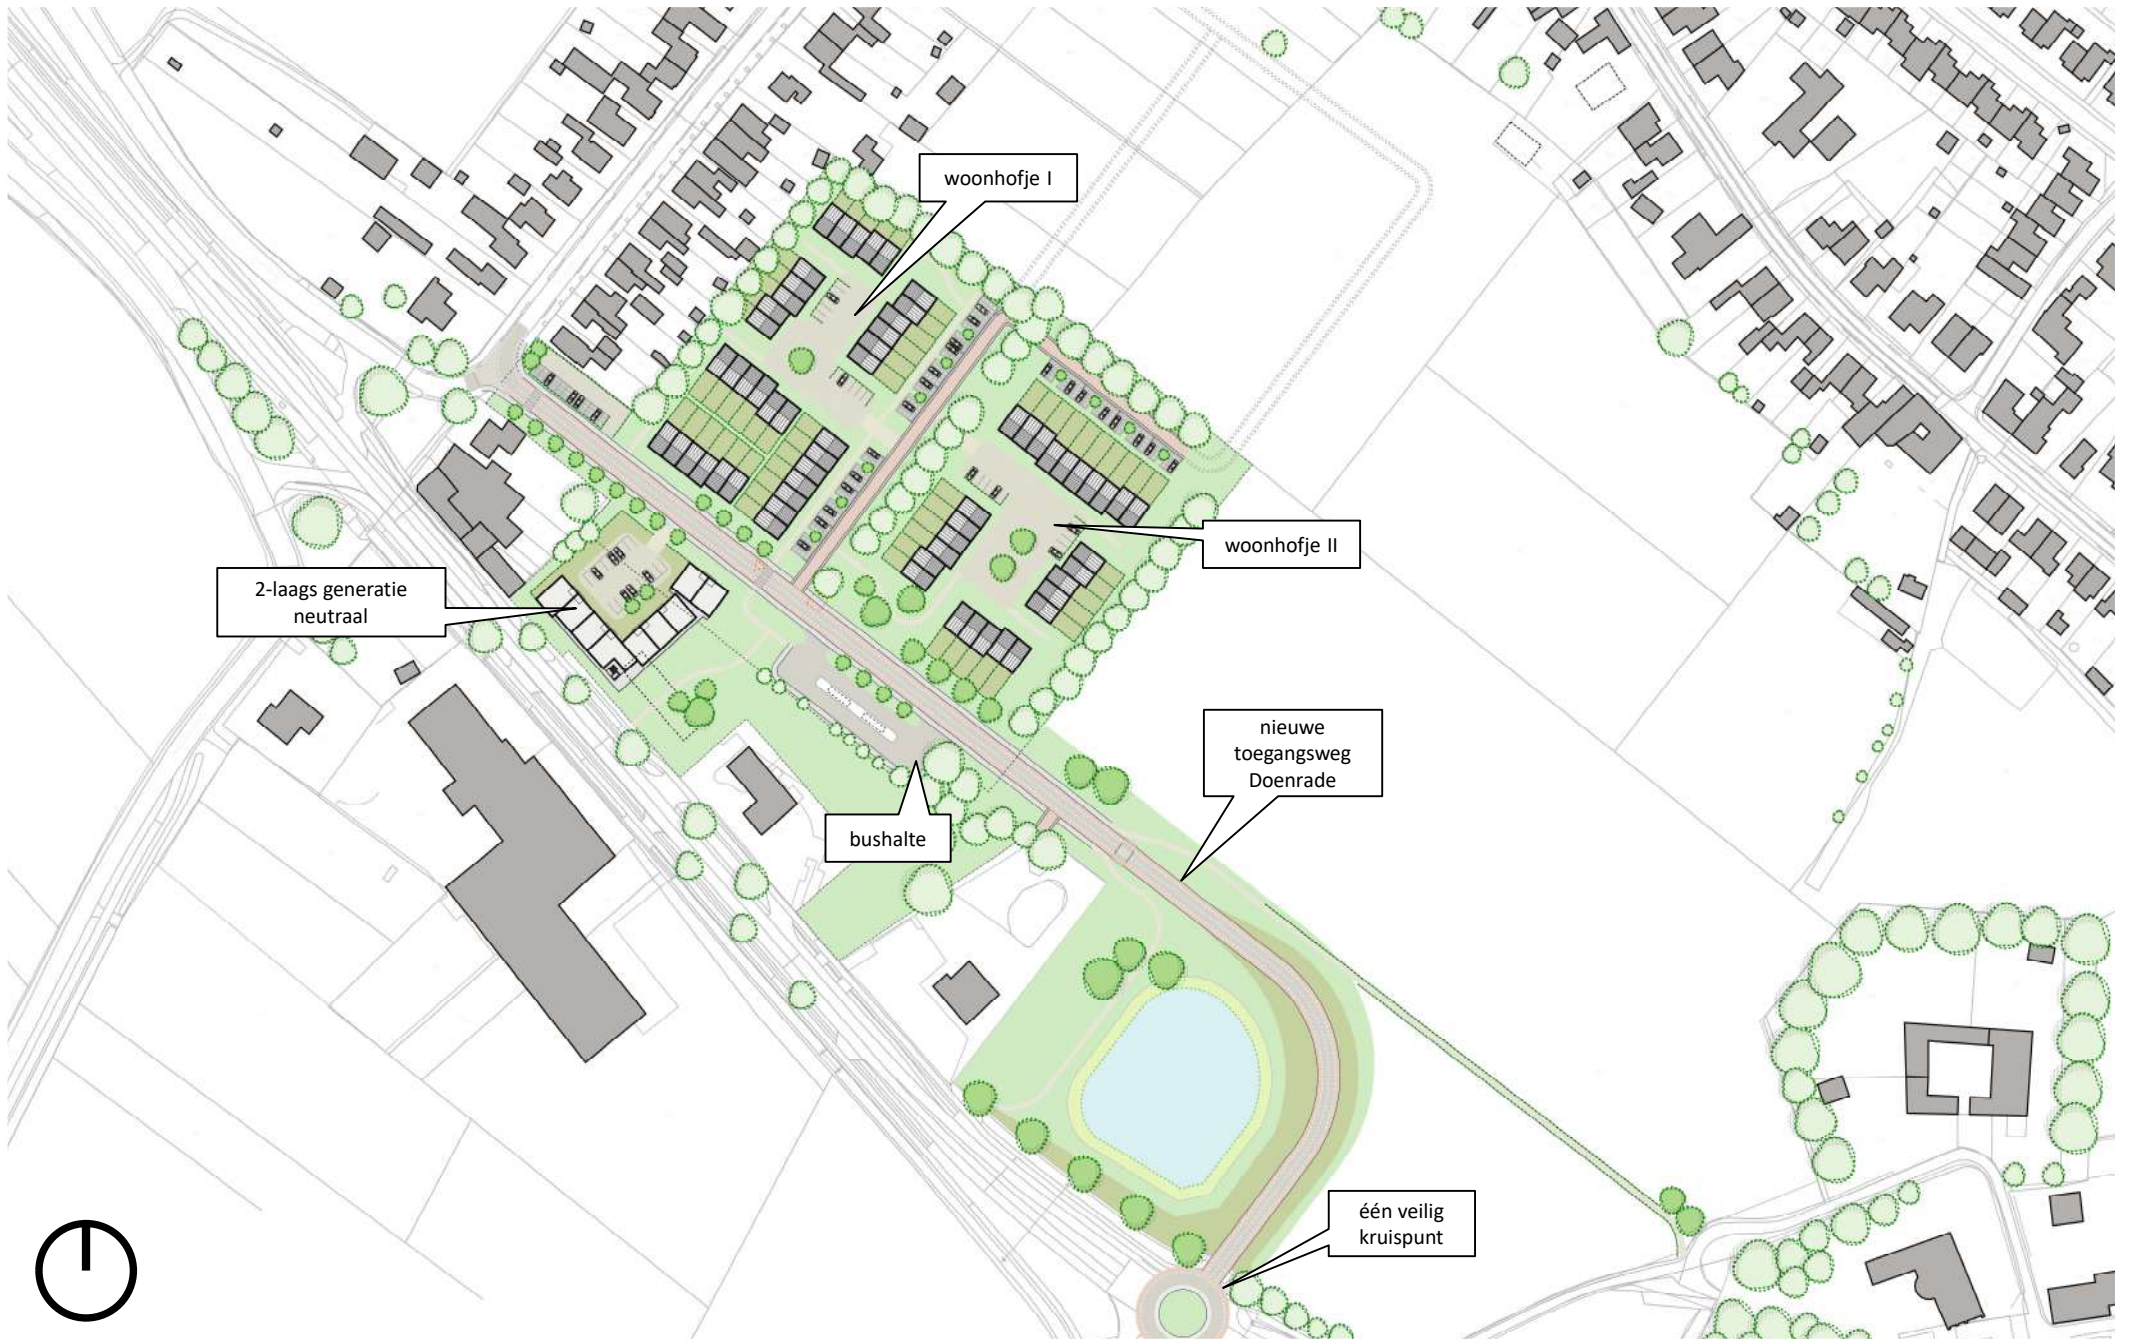 woonhofje I
woonhofje II
2-laags generatie
neutraal
nieuwe
toegangsweg
Doenrade
bushalte
één veilig
kruispunt